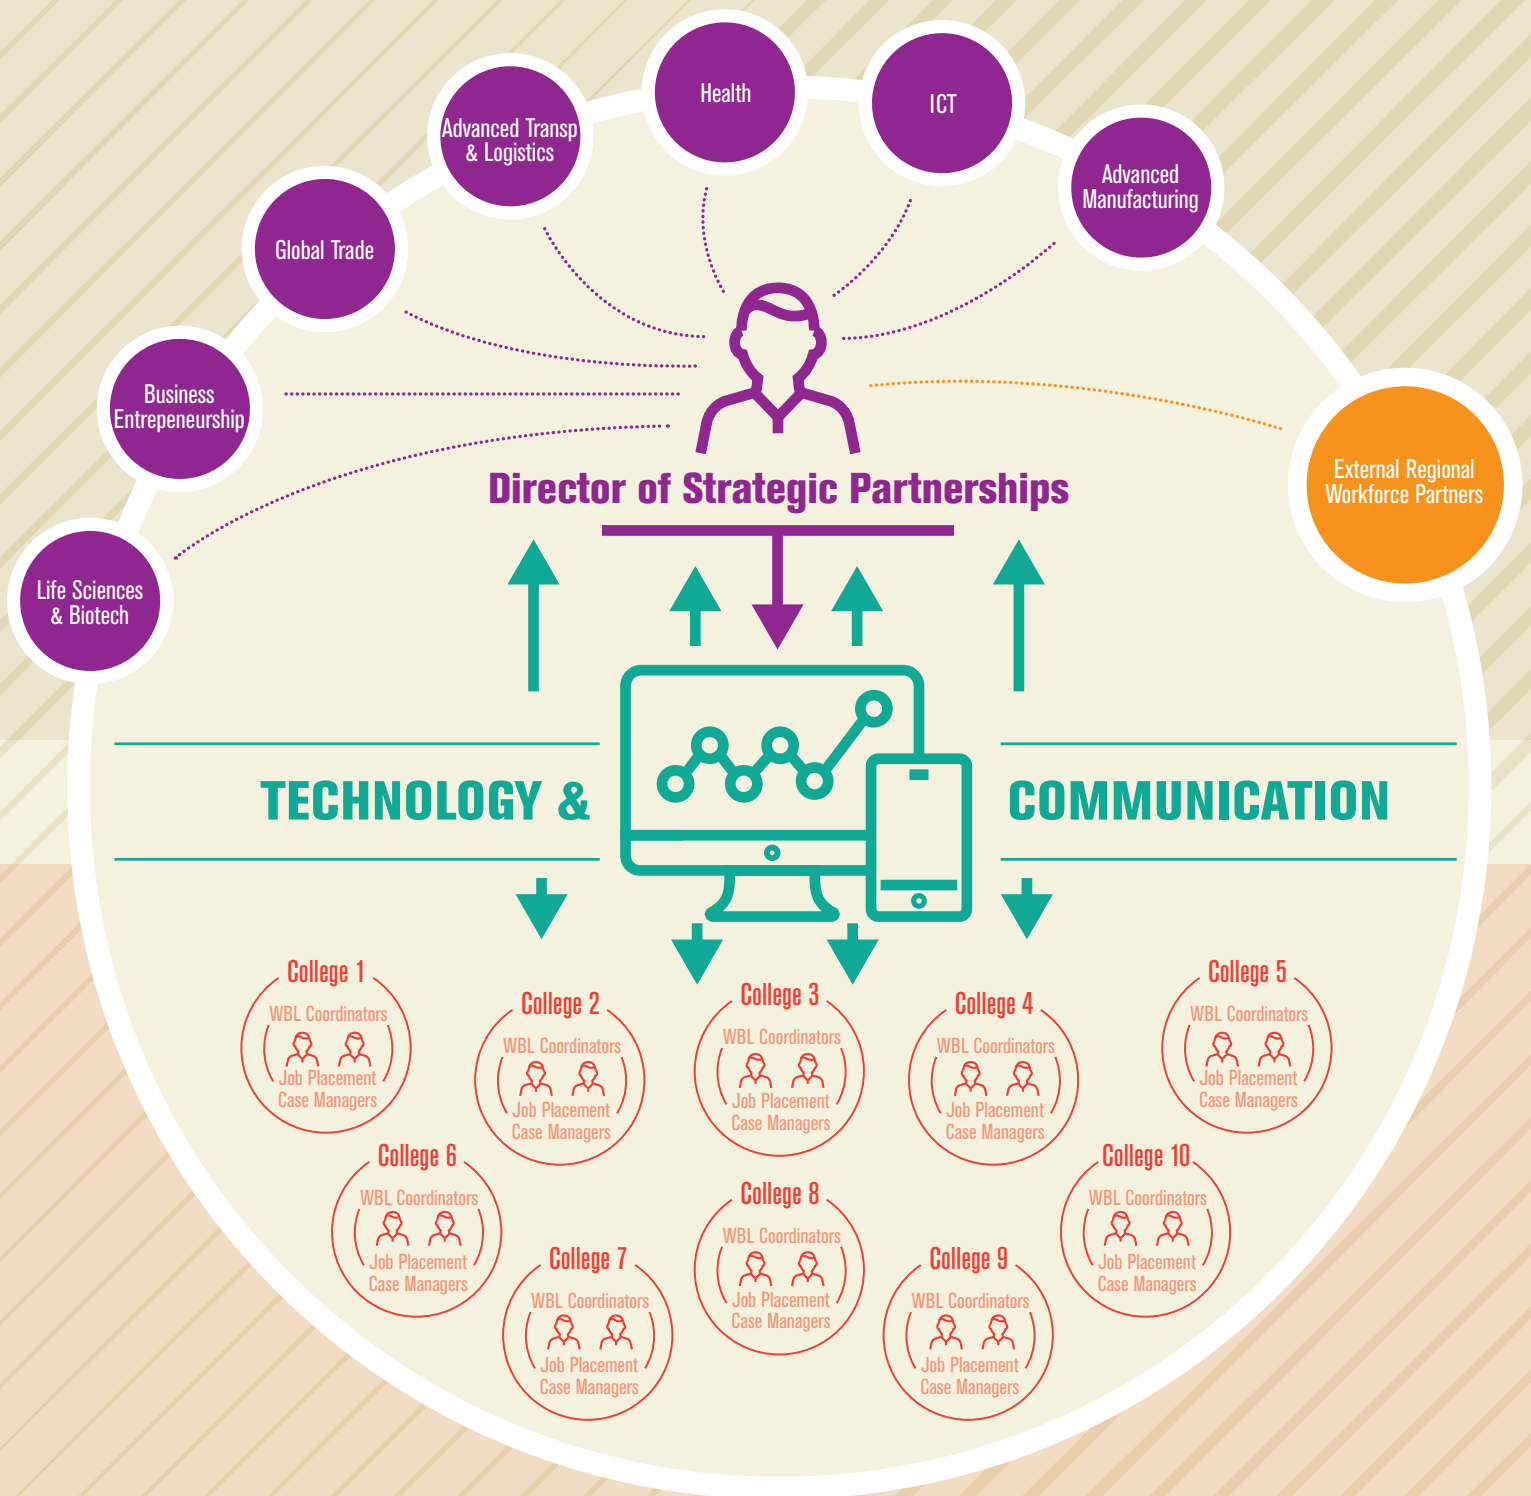 Health
ICT
Advanced Transp
& Logistics
Advanced
Manufacturing
Global Trade
Business
Entrepeneurship
External Regional
Workforce Partners
Life Sciences
& Biotech
Director of Strategic Partnerships
TECHNOLOGY & COMMUNICATION
College 1
WBL Coordinators
Job Placement
Case Managers
College 2
WBL Coordinators
Job Placement
Case Managers
College 3
WBL Coordinators
Job Placement
Case Managers
College 4
WBL Coordinators
Job Placement
Case Managers
College 5
WBL Coordinators
Job Placement
Case Managers
College 6
WBL Coordinators
Job Placement
Case Managers
College 7
WBL Coordinators
Job Placement
Case Managers
College 8
WBL Coordinators
Job Placement
Case Managers
College 9
WBL Coordinators
Job Placement
Case Managers
College 10
WBL Coordinators
Job Placement
Case Managers